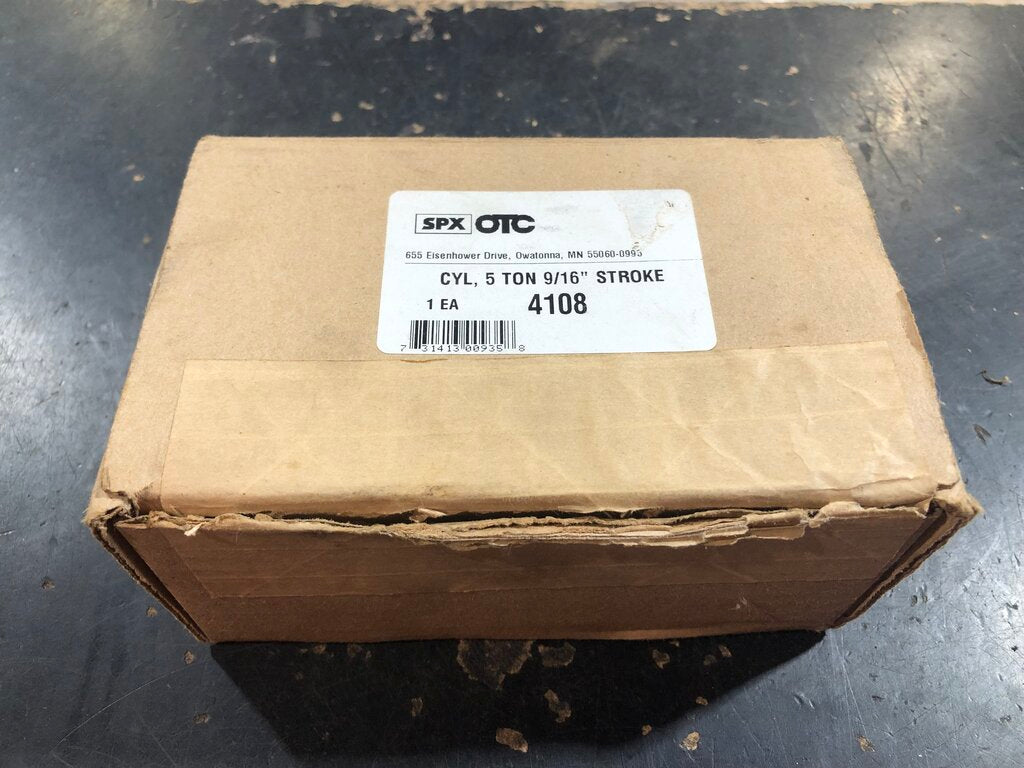 SPX OTC
655 Eisenhower Drive, Owatonna, MN 55060-0995
CYL, 5 TON 9/16" STROKE
1 EA 4108
7 31413 00935 8